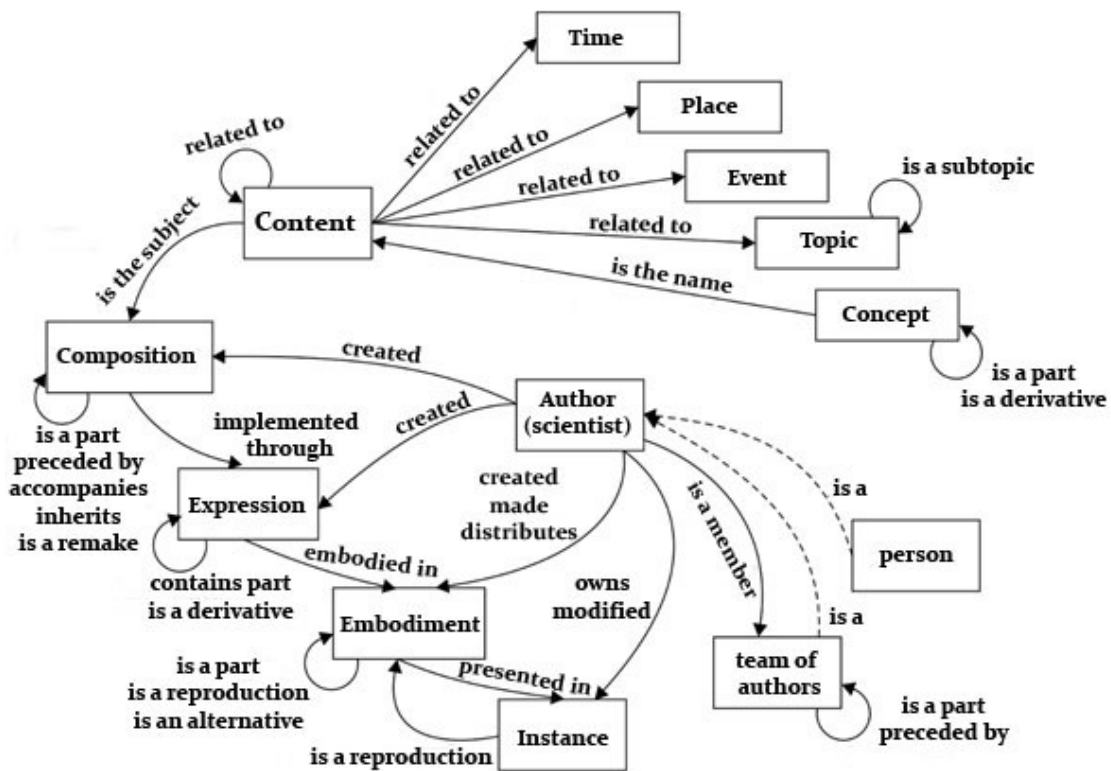 Time
related to
Place
related to
related to
related to
Event
is a subtopic
Content
related to
Topic
is the subject
is the name
Concept
Composition
created
is a part
is a derivative
Author
(scientist)
created
implemented
through
is a part
preceded by
accompanies
inherits
is a remake
Expression
created
made
distributes
is a member
is a
person
embodied in
contains part
is a derivative
owns
modified
is a
Embodiment
team of
authors
is a part
is a reproduction
is an alternative
presented in
is a part
preceded by
is a reproduction
Instance